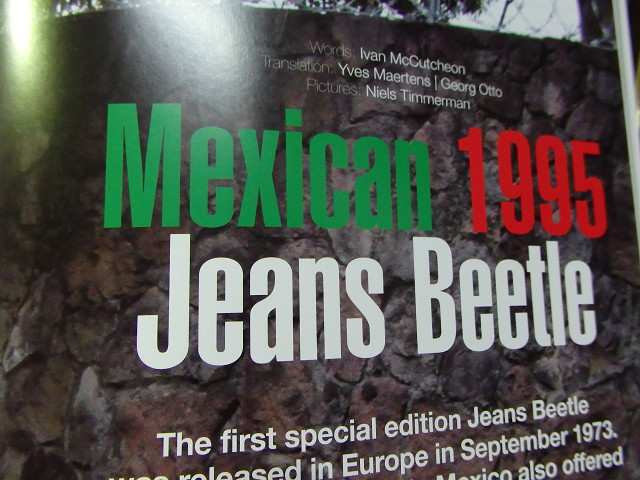 Words: Ivan McCutcheon
Translation: Yves Maertens | Georg Otto
Pictures: Niels Timmerman
Mexican 1995
Jeans Beetle
The first special edition Jeans Beetle
was released in Europe in September 1973.
Mexico also offered